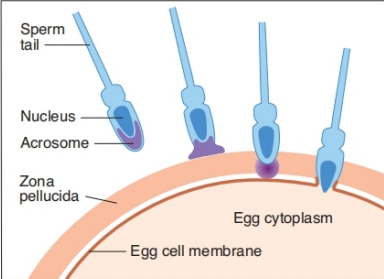 Sperm
tail
Nucleus
Acrosome
Zona
pellucida
Egg cytoplasm
Egg cell membrane